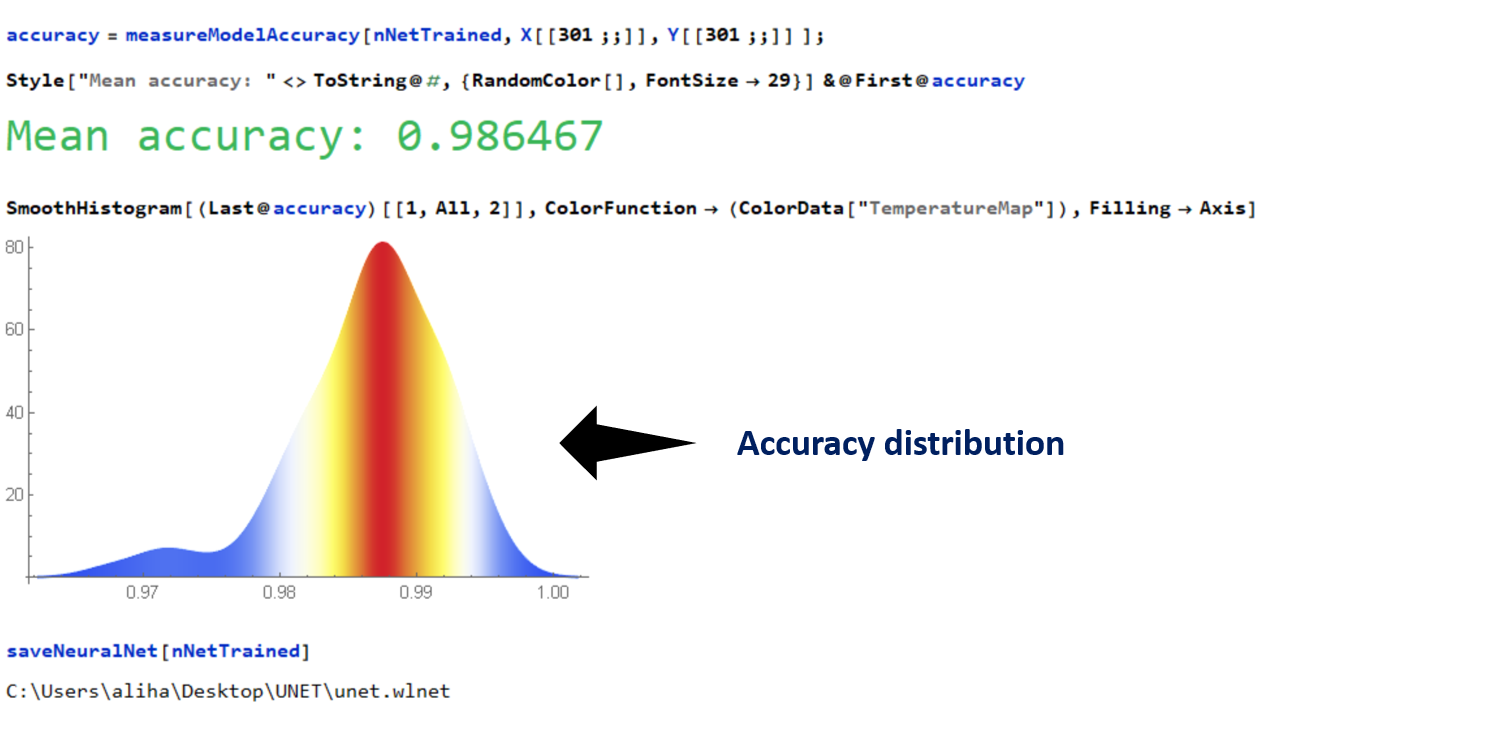 accuracy = measureModelAccuracy[nNetTrained, X[[301 ;;]], Y[[301 ;;]] ];
Style["Mean accuracy: " <> ToString@#, {RandomColor[], FontSize → 29}] &@First@accuracy
Mean accuracy: 0.986467
SmoothHistogram[(Last@accuracy)[[1, All, 2]], ColorFunction → (ColorData["TemperatureMap"]), Filling → Axis]
80
60
40
20
0.97 0.98 0.99 1.00
Accuracy distribution
saveNeuralNet[nNetTrained]
C:\Users\aliha\Desktop\UNET\unet.wlnet